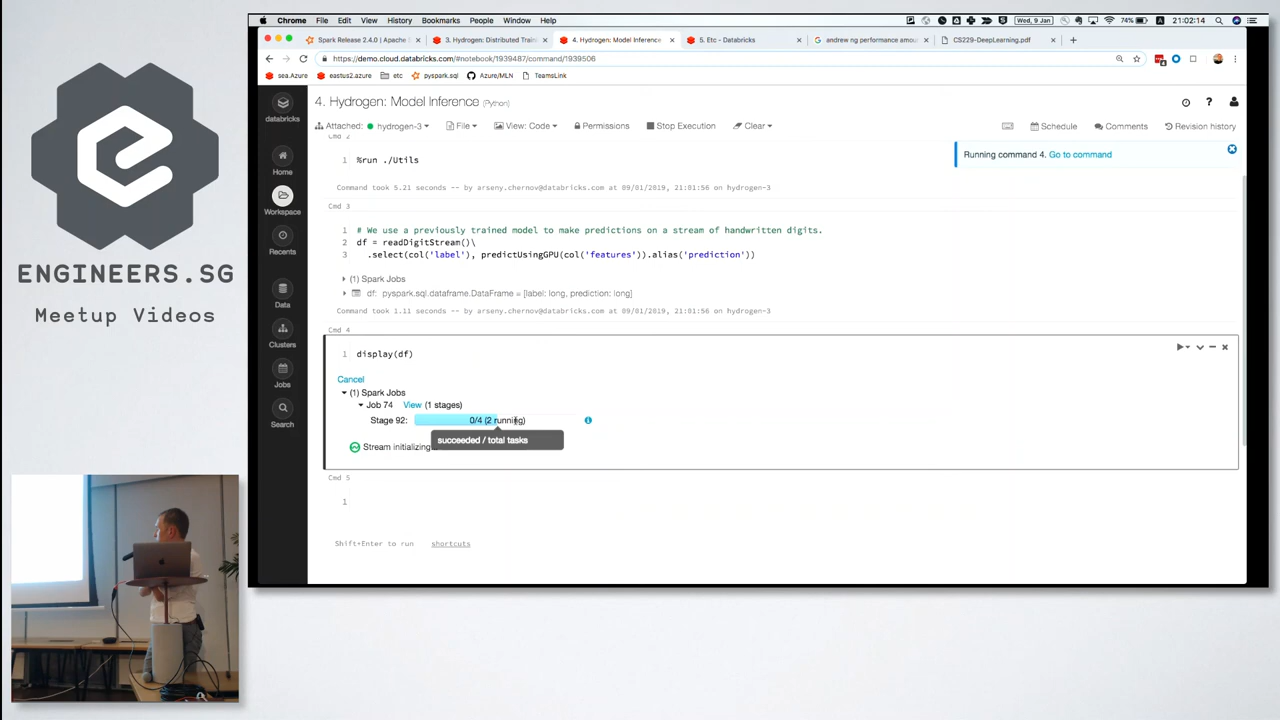 ENGINEERS.SG
Meetup Videos
Chrome File Edit View History Bookmarks People Window Help
Wed, 9 Jan 74% 21:02:14
Spark Release 2.4.0 | Apache
3. Hydrogen: Distributed Train
4. Hydrogen: Model Inference
5. Etc - Databricks
andrew ng performance amou
CS229-DeepLearning.pdf
https://demo.cloud.databricks.com/#notebook/1939487/command/1939506
sea.Azure eastus2.azure etc pyspark.sql Azure/MLN TeamsLink
databricks
Home
Workspace
Recents
Data
Clusters
Jobs
Search
4. Hydrogen: Model Inference (Python)
Attached: hydrogen-3 File View: Code Permissions Stop Execution Clear Schedule Comments Revision history
Running command 4. Go to command
Cmd 2
1 %run ./Utils
Command took 5.21 seconds -- by arseny.chernov@databricks.com at 09/01/2019, 21:01:56 on hydrogen-3
Cmd 3
1 # We use a previously trained model to make predictions on a stream of handwritten digits.
2 df = readDigitStream()\
3 .select(col('label'), predictUsingGPU(col('features')).alias('prediction'))
(1) Spark Jobs
df: pyspark.sql.dataframe.DataFrame = [label: long, prediction: long]
Command took 1.11 seconds -- by arseny.chernov@databricks.com at 09/01/2019, 21:01:56 on hydrogen-3
Cmd 4
1 display(df)
Cancel
(1) Spark Jobs
Job 74 View (1 stages)
Stage 92: 0/4 (2 running)
succeeded / total tasks
Stream initializing
Cmd 5
1
Shift+Enter to run shortcuts